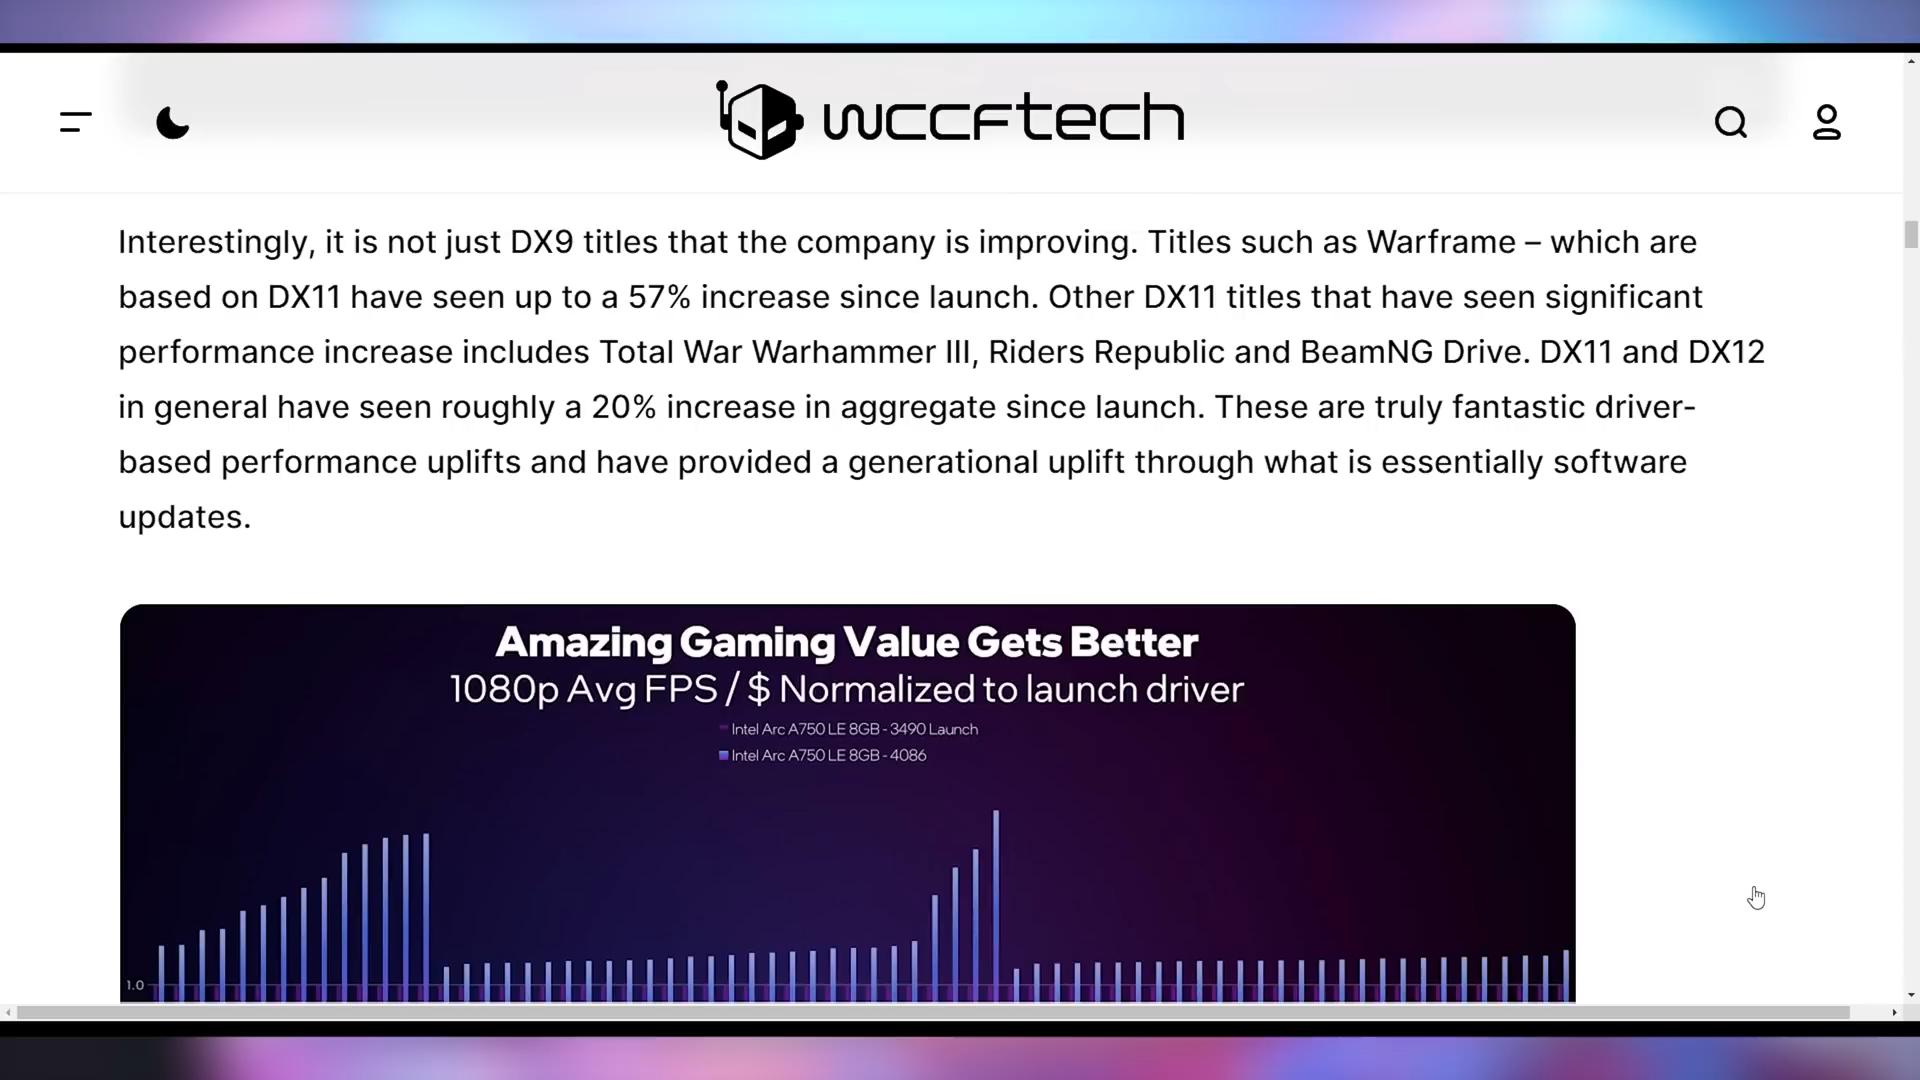 wccftech
Interestingly, it is not just DX9 titles that the company is improving. Titles such as Warframe – which are
based on DX11 have seen up to a 57% increase since launch. Other DX11 titles that have seen significant
performance increase includes Total War Warhammer III, Riders Republic and BeamNG Drive. DX11 and DX12
in general have seen roughly a 20% increase in aggregate since launch. These are truly fantastic driver-
based performance uplifts and have provided a generational uplift through what is essentially software
updates.
Amazing Gaming Value Gets Better
1080p Avg FPS / $ Normalized to launch driver
Intel Arc A750 LE 8GB - 3490 Launch
Intel Arc A750 LE 8GB - 4086
1.0